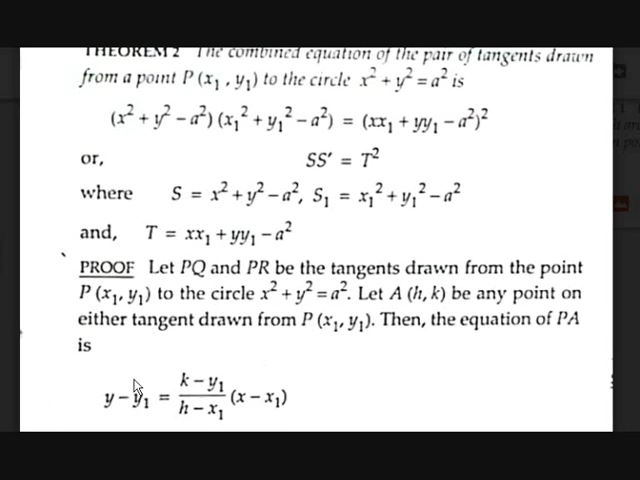 THEOREM 2 The combined equation of the pair of tangents drawn
from a point P (x₁ , y₁) to the circle x² + y² = a² is
(x² + y² − a²) (x₁² + y₁² − a²) = (xx₁ + yy₁ − a²)²
or, SS′ = T²
where S = x² + y² − a², S₁ = x₁² + y₁² − a²
and, T = xx₁ + yy₁ − a²
PROOF Let PQ and PR be the tangents drawn from the point
P (x₁, y₁) to the circle x² + y² = a². Let A (h, k) be any point on
either tangent drawn from P (x₁, y₁). Then, the equation of PA
is
y − y₁ = (k − y₁)/(h − x₁) (x − x₁)